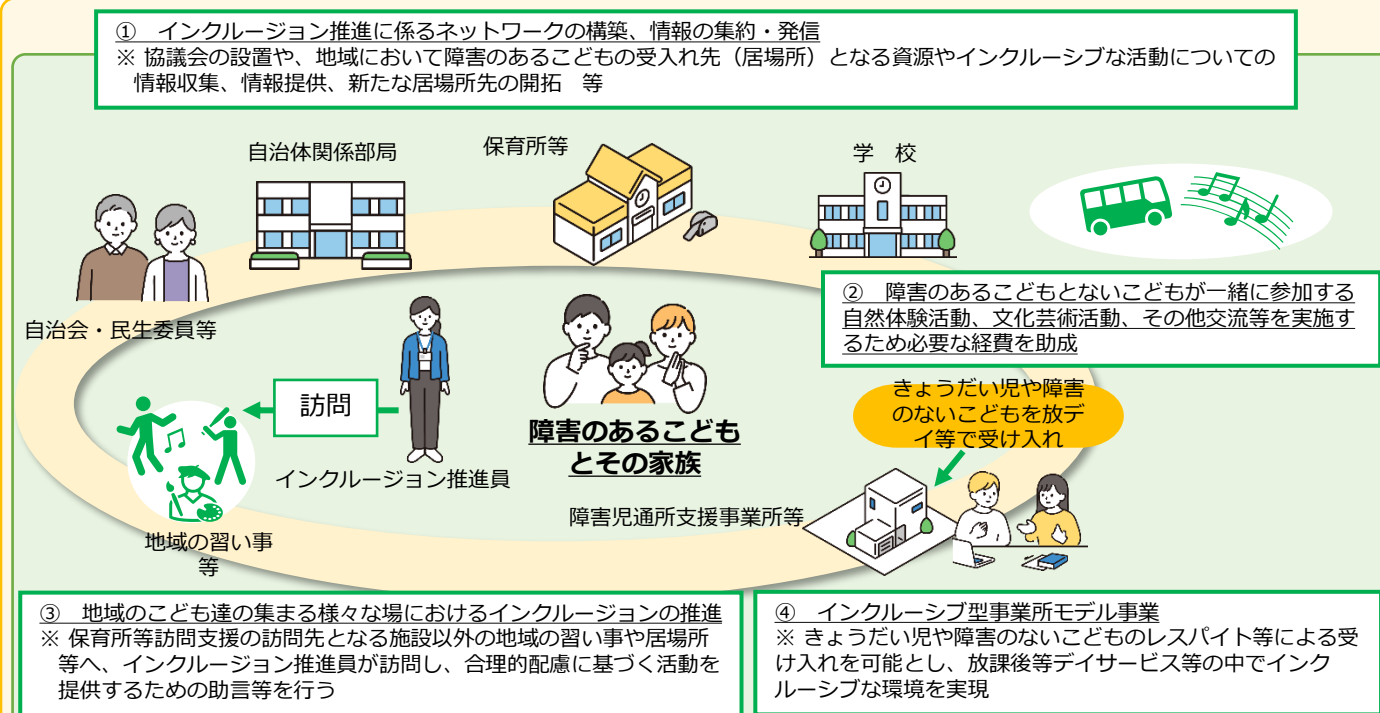 ① インクルージョン推進に係るネットワークの構築、情報の集約・発信
※ 協議会の設置や、地域において障害のあるこどもの受入れ先（居場所）となる資源やインクルーシブな活動についての
情報収集、情報提供、新たな居場所先の開拓　等
自治体関係部局
保育所等
学　校
自治会・民生委員等
② 障害のあるこどもとないこどもが一緒に参加する
自然体験活動、文化芸術活動、その他交流等を実施す
るため必要な経費を助成
訪問
インクルージョン推進員
障害のあるこども
とその家族
きょうだい児や障害
のないこどもを放デ
イ等で受け入れ
地域の習い事
等
障害児通所支援事業所等
③ 地域のこども達の集まる様々な場におけるインクルージョンの推進
※ 保育所等訪問支援の訪問先となる施設以外の地域の習い事や居場所
等へ、インクルージョン推進員が訪問し、合理的配慮に基づく活動を
提供するための助言等を行う
④ インクルーシブ型事業所モデル事業
※ きょうだい児や障害のないこどものレスパイト等による受
け入れを可能とし、放課後等デイサービス等の中でインク
ルーシブな環境を実現